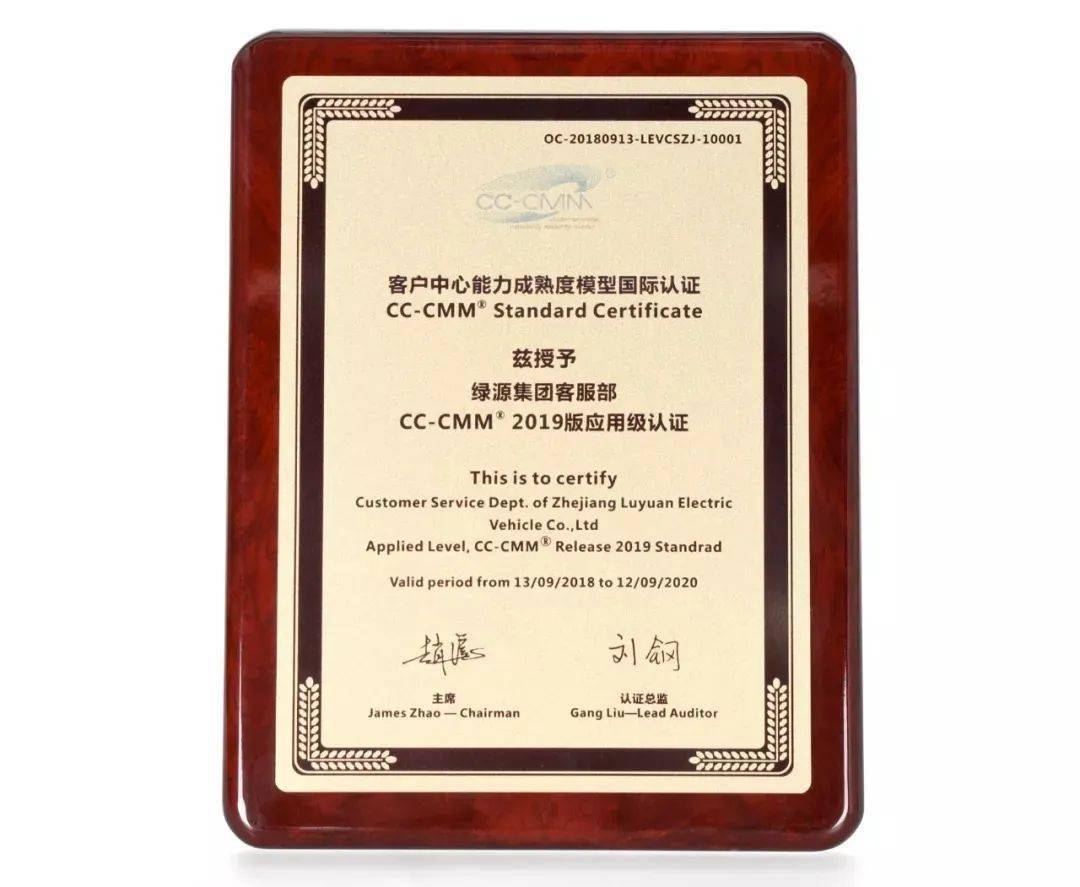 OC-20180913-LEVCSZJ-10001
®
CC-CMM
客户中心能力成熟度模型国际认证
CC-CMM® Standard Certificate
兹授予
绿源集团客服部
CC-CMM® 2019版应用级认证
This is to certify
Customer Service Dept. of Zhejiang Luyuan Electric
Vehicle Co.,Ltd
Applied Level, CC-CMM® Release 2019 Standrad
Valid period from 13/09/2018 to 12/09/2020
刘钢
主席
认证总监
James Zhao — Chairman
Gang Liu—Lead Auditor